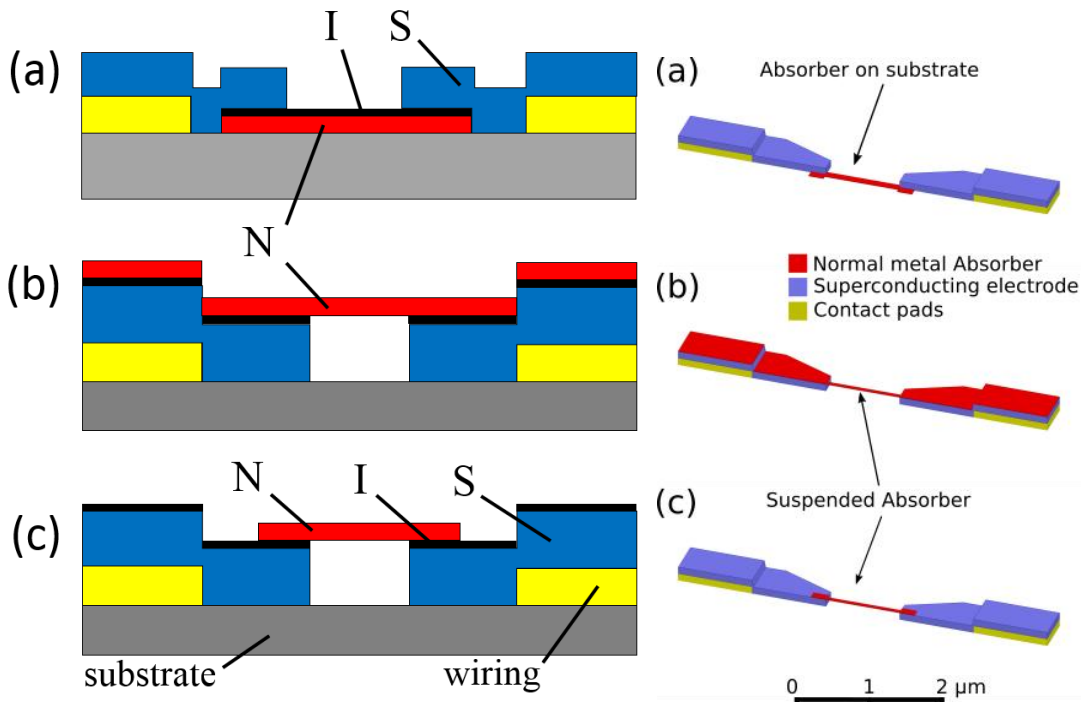 (a)
I
S
N
(b)
(c)
N
I
S
substrate
wiring
(a)
Absorber on substrate
Normal metal Absorber
Superconducting electrode
Contact pads
(b)
(c)
Suspended Absorber
0 1 2 μm